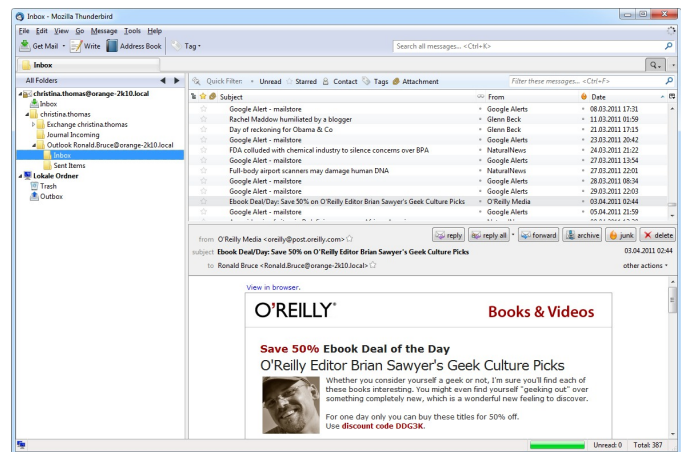 Inbox - Mozilla Thunderbird
File Edit View Go Message Tools Help
Get Mail Write Address Book Tag Search all messages... <Ctrl+K>
Inbox
All Folders
Quick Filter: Unread Starred Contact Tags Attachment Filter these messages... <Ctrl+F>
christina.thomas@orange-2k10.local
Inbox
christina.thomas
Exchange christina.thomas
Journal Incoming
Outlook Ronald.Bruce@orange-2k10.local
Inbox
Sent Items
Lokale Ordner
Trash
Outbox
Subject From Date
Google Alert - mailstore Google Alerts 08.03.2011 17:31
Rachel Maddow humiliated by a blogger Glenn Beck 11.03.2011 01:59
Day of reckoning for Obama & Co Glenn Beck 21.03.2011 17:15
Google Alert - mailstore Google Alerts 23.03.2011 20:42
FDA colluded with chemical industry to silence concerns over BPA NaturalNews 24.03.2011 21:22
Google Alert - mailstore Google Alerts 27.03.2011 13:54
Full-body airport scanners may damage human DNA NaturalNews 27.03.2011 22:01
Google Alert - mailstore Google Alerts 28.03.2011 08:34
Google Alert - mailstore Google Alerts 29.03.2011 22:03
Ebook Deal/Day: Save 50% on O'Reilly Editor Brian Sawyer's Geek Culture Picks O'Reilly Media 03.04.2011 02:44
Google Alert - mailstore Google Alerts 05.04.2011 21:59
from O'Reilly Media <oreilly@post.oreilly.com> reply reply all forward archive junk delete
subject Ebook Deal/Day: Save 50% on O'Reilly Editor Brian Sawyer's Geek Culture Picks 03.04.2011 02:44
to Ronald Bruce <Ronald.Bruce@orange-2k10.local> other actions
View in browser.
O'REILLY® Books & Videos
Save 50% Ebook Deal of the Day
O'Reilly Editor Brian Sawyer's Geek Culture Picks
Whether you consider yourself a geek or not, I'm sure you'll find each of
these books interesting. You might even find yourself "geeking out" over
something completely new, which is a wonderful new feeling to discover.
For one day only you can buy these titles for 50% off.
Use discount code DDG3K.
Unread: 0 Total: 387